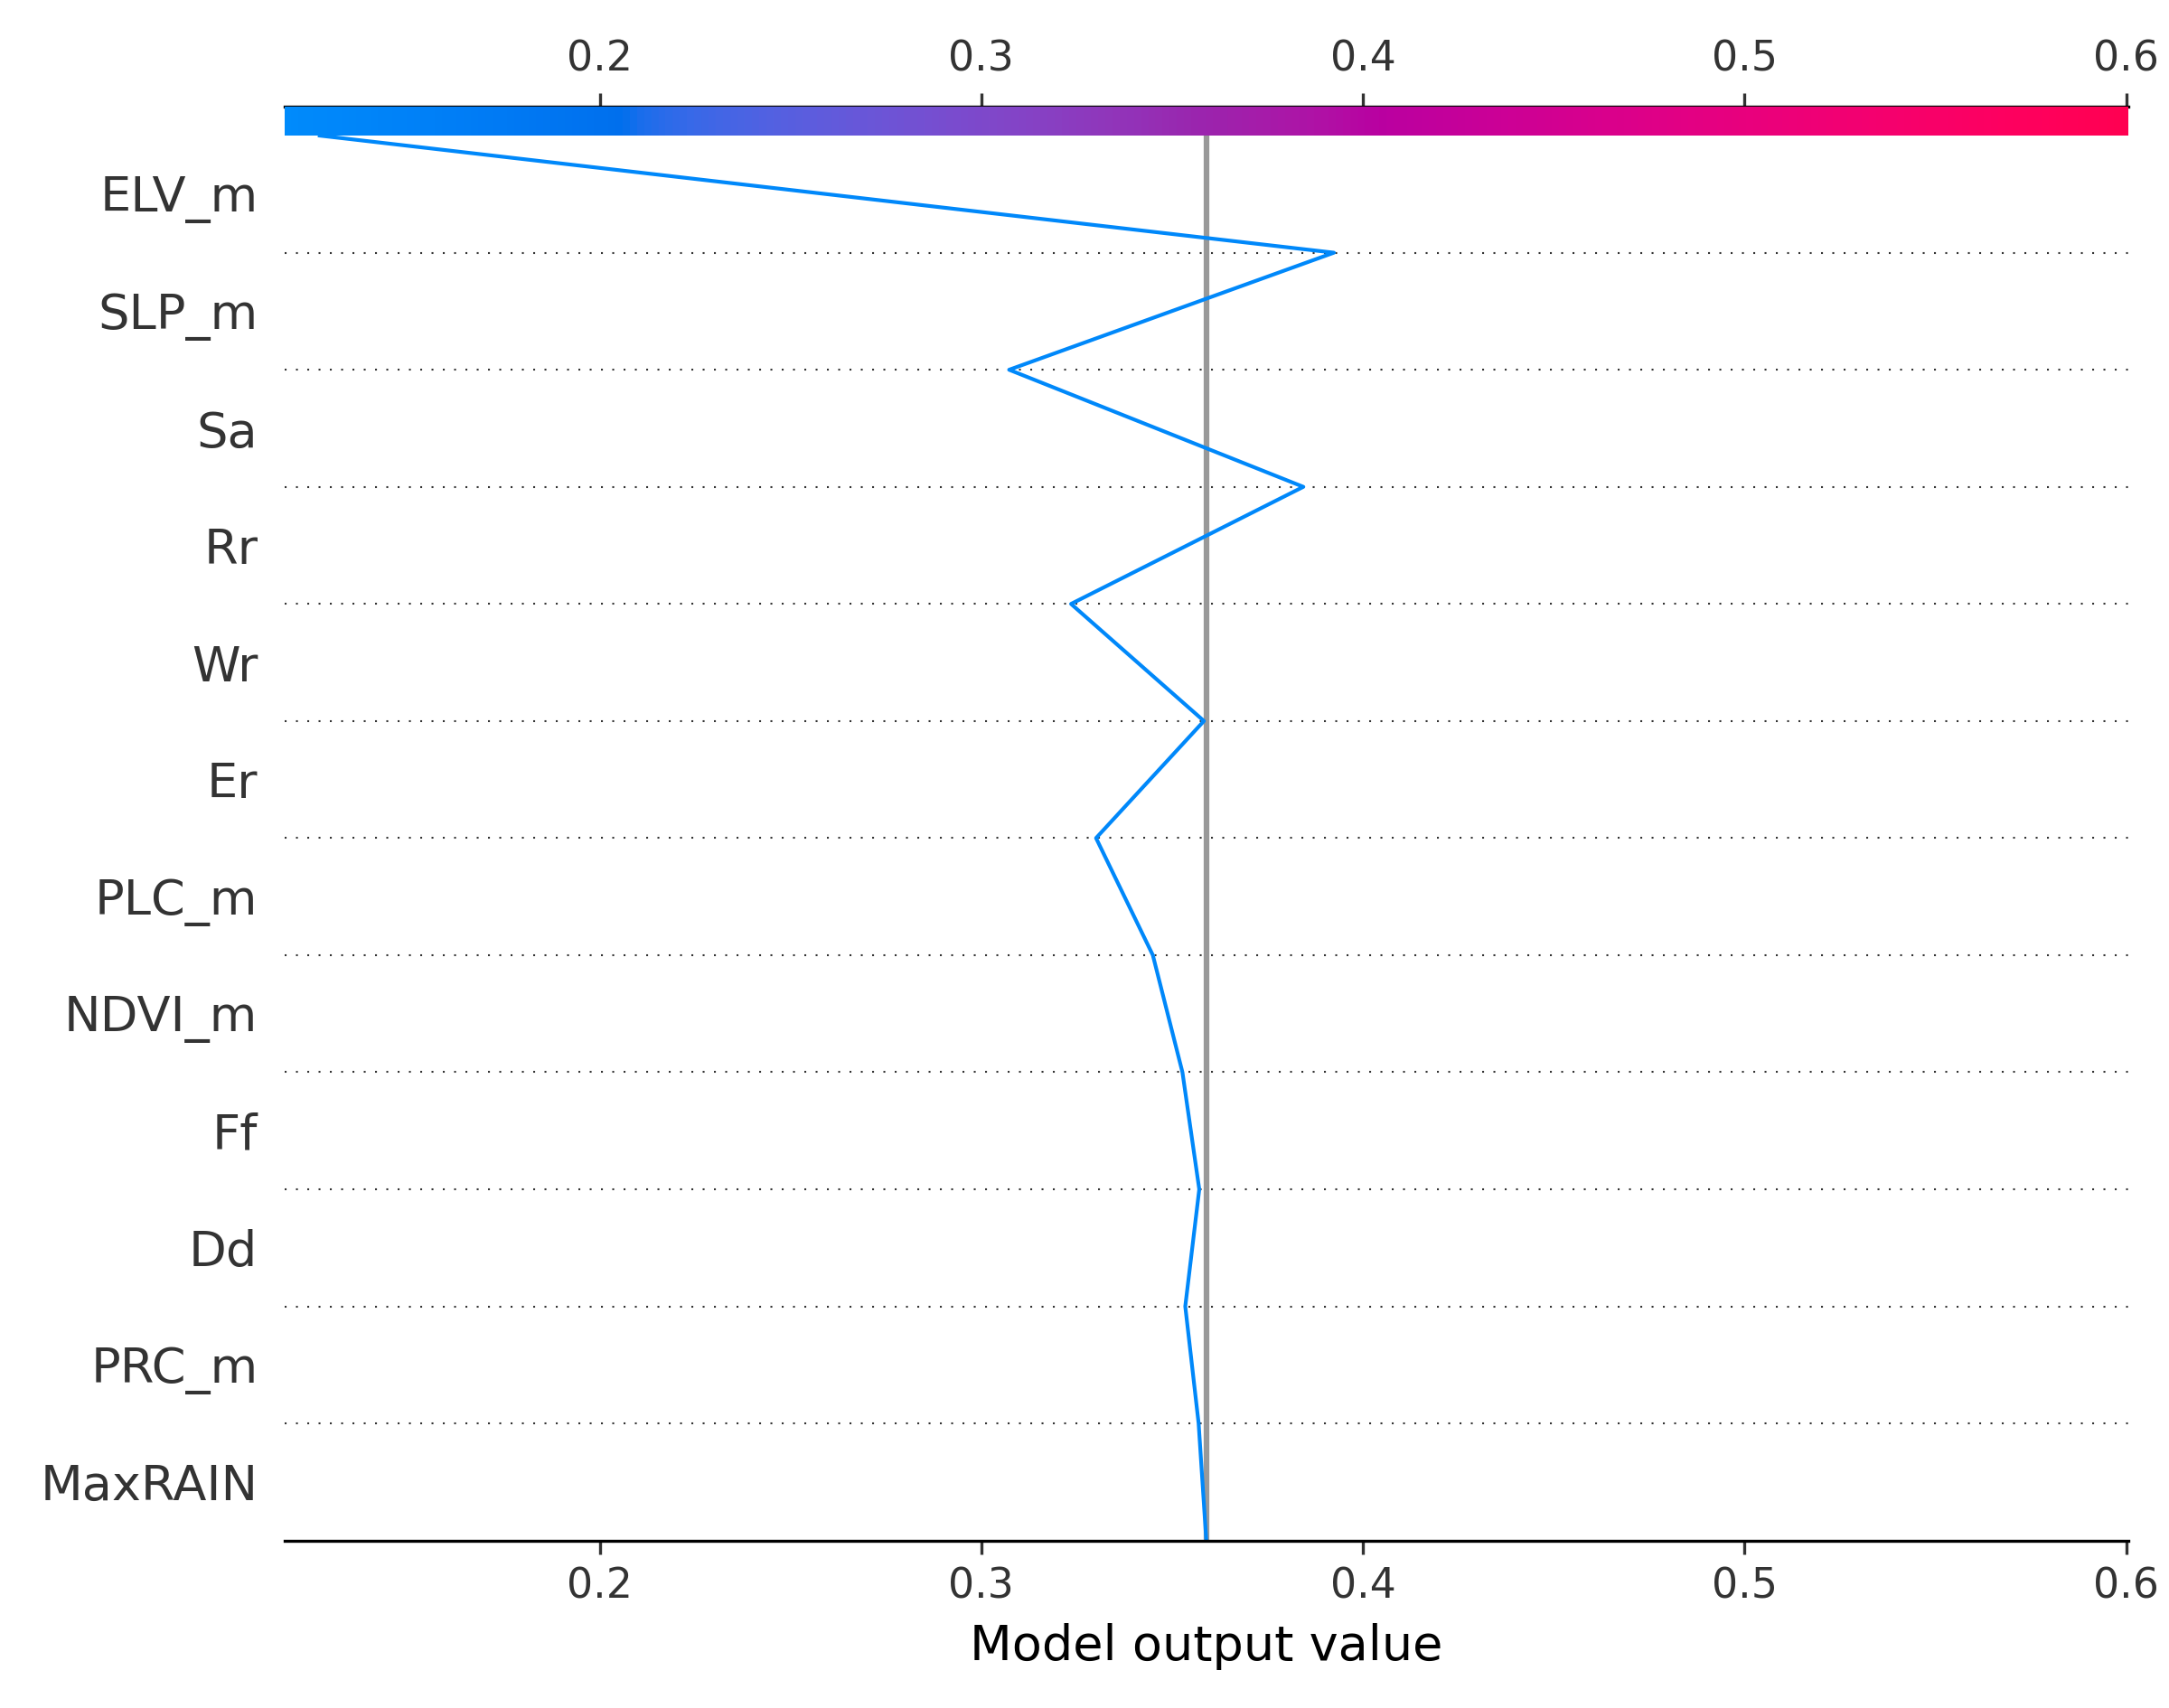 0.2 0.3 0.4 0.5 0.6
ELV_m
SLP_m
Sa
Rr
Wr
Er
PLC_m
NDVI_m
Ff
Dd
PRC_m
MaxRAIN
0.2 0.3 0.4 0.5 0.6
Model output value